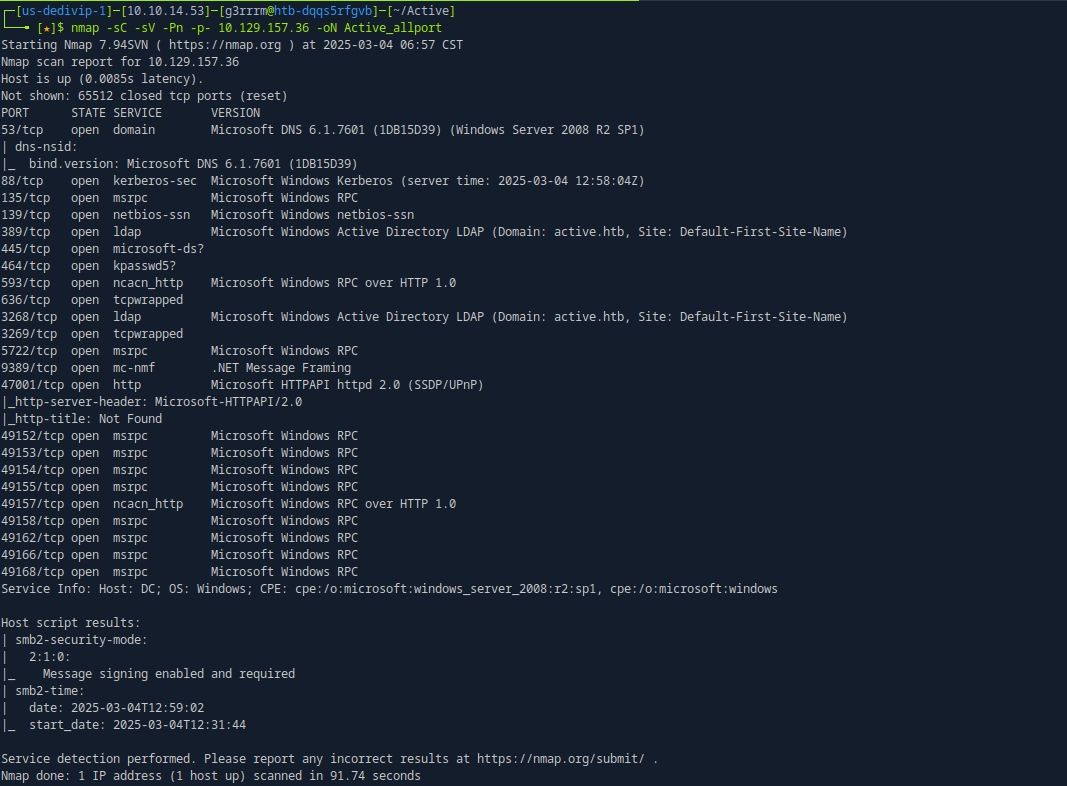 ┌─[us-dedivip-1]─[10.10.14.53]─[g3rrrm@htb-dqqs5rfgvb]─[~/Active]
└──╼ [★]$ nmap -sC -sV -Pn -p- 10.129.157.36 -oN Active_allport
Starting Nmap 7.94SVN ( https://nmap.org ) at 2025-03-04 06:57 CST
Nmap scan report for 10.129.157.36
Host is up (0.0085s latency).
Not shown: 65512 closed tcp ports (reset)
PORT      STATE SERVICE       VERSION
53/tcp    open  domain        Microsoft DNS 6.1.7601 (1DB15D39) (Windows Server 2008 R2 SP1)
| dns-nsid:
|_  bind.version: Microsoft DNS 6.1.7601 (1DB15D39)
88/tcp    open  kerberos-sec  Microsoft Windows Kerberos (server time: 2025-03-04 12:58:04Z)
135/tcp   open  msrpc         Microsoft Windows RPC
139/tcp   open  netbios-ssn   Microsoft Windows netbios-ssn
389/tcp   open  ldap          Microsoft Windows Active Directory LDAP (Domain: active.htb, Site: Default-First-Site-Name)
445/tcp   open  microsoft-ds?
464/tcp   open  kpasswd5?
593/tcp   open  ncacn_http    Microsoft Windows RPC over HTTP 1.0
636/tcp   open  tcpwrapped
3268/tcp  open  ldap          Microsoft Windows Active Directory LDAP (Domain: active.htb, Site: Default-First-Site-Name)
3269/tcp  open  tcpwrapped
5722/tcp  open  msrpc         Microsoft Windows RPC
9389/tcp  open  mc-nmf        .NET Message Framing
47001/tcp open  http          Microsoft HTTPAPI httpd 2.0 (SSDP/UPnP)
|_http-server-header: Microsoft-HTTPAPI/2.0
|_http-title: Not Found
49152/tcp open  msrpc         Microsoft Windows RPC
49153/tcp open  msrpc         Microsoft Windows RPC
49154/tcp open  msrpc         Microsoft Windows RPC
49155/tcp open  msrpc         Microsoft Windows RPC
49157/tcp open  ncacn_http    Microsoft Windows RPC over HTTP 1.0
49158/tcp open  msrpc         Microsoft Windows RPC
49162/tcp open  msrpc         Microsoft Windows RPC
49166/tcp open  msrpc         Microsoft Windows RPC
49168/tcp open  msrpc         Microsoft Windows RPC
Service Info: Host: DC; OS: Windows; CPE: cpe:/o:microsoft:windows_server_2008:r2:sp1, cpe:/o:microsoft:windows

Host script results:
| smb2-security-mode:
|   2:1:0:
|_    Message signing enabled and required
| smb2-time:
|   date: 2025-03-04T12:59:02
|_  start_date: 2025-03-04T12:31:44

Service detection performed. Please report any incorrect results at https://nmap.org/submit/ .
Nmap done: 1 IP address (1 host up) scanned in 91.74 seconds